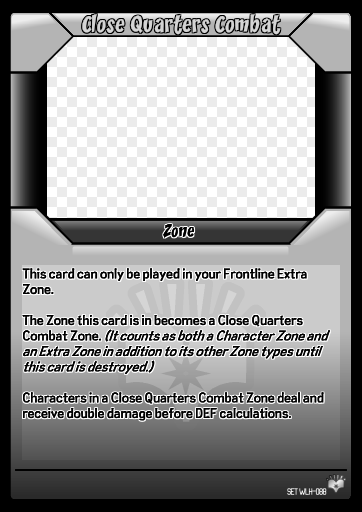 Close Quarters Combat
Zone
This card can only be played in your Frontline Extra
Zone.
The Zone this card is in becomes a Close Quarters
Combat Zone. (It counts as both a Character Zone and
an Extra Zone in addition to its other Zone types until
this card is destroyed.)
Characters in a Close Quarters Combat Zone deal and
receive double damage before DEF calculations.
SET WLH-088